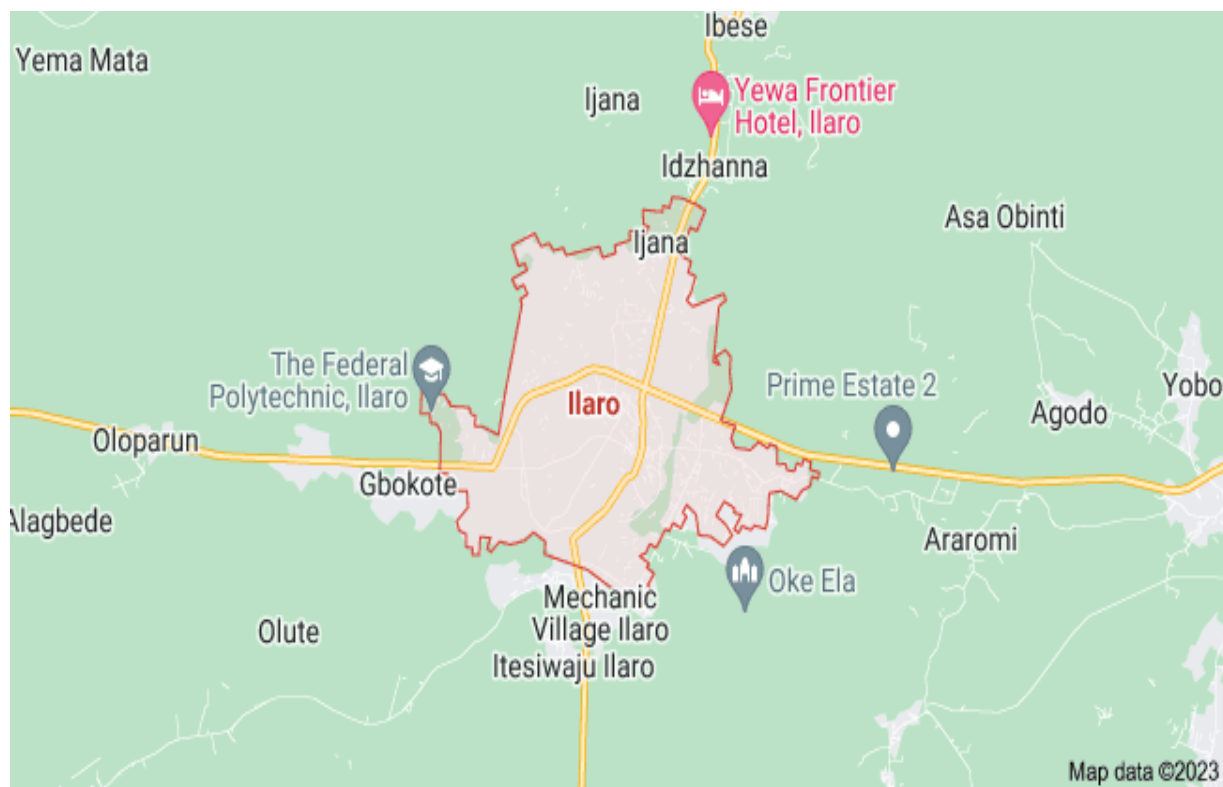 Ibese
Yema Mata
Yewa Frontier
Hotel, Ilaro
Ijana
Idzhanna
Asa Obinti
Ijana
The Federal
Polytechnic, Ilaro
Prime Estate 2
Yobo
Ilaro
Agodo
Oloparun
Gbokote
Alagbede
Araromi
Oke Ela
Mechanic
Village Ilaro
Olute
Itesiwaju Ilaro
Map data ©2023